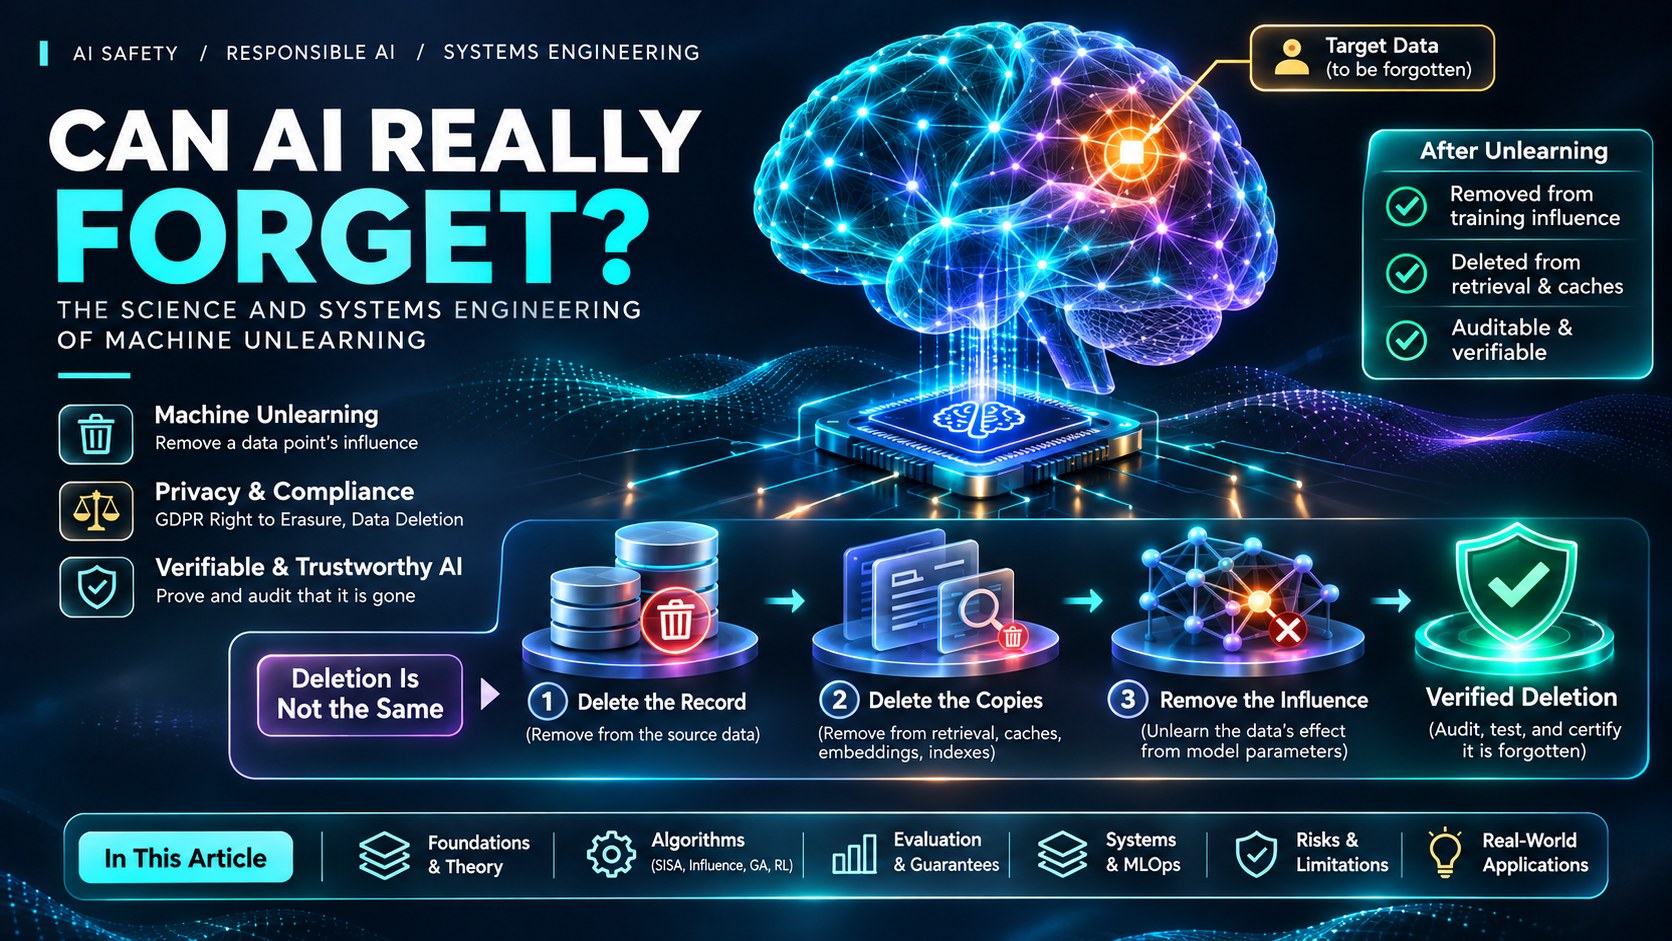 AI SAFETY / RESPONSIBLE AI / SYSTEMS ENGINEERING
CAN AI REALLY
FORGET?
THE SCIENCE AND SYSTEMS ENGINEERING
OF MACHINE UNLEARNING
Machine Unlearning
Remove a data point's influence
Privacy & Compliance
GDPR Right to Erasure, Data Deletion
Verifiable & Trustworthy AI
Prove and audit that it is gone
Target Data
(to be forgotten)
After Unlearning
Removed from
training influence
Deleted from
retrieval & caches
Auditable &
verifiable
Deletion Is
Not the Same
1 Delete the Record
(Remove from the source data)
2 Delete the Copies
(Remove from retrieval, caches,
embeddings, indexes)
3 Remove the Influence
(Unlearn the data's effect
from model parameters)
Verified Deletion
(Audit, test, and certify
it is forgotten)
In This Article
Foundations
& Theory
Algorithms
(SISA, Influence, GA, RL)
Evaluation
& Guarantees
Systems
& MLOps
Risks &
Limitations
Real-World
Applications